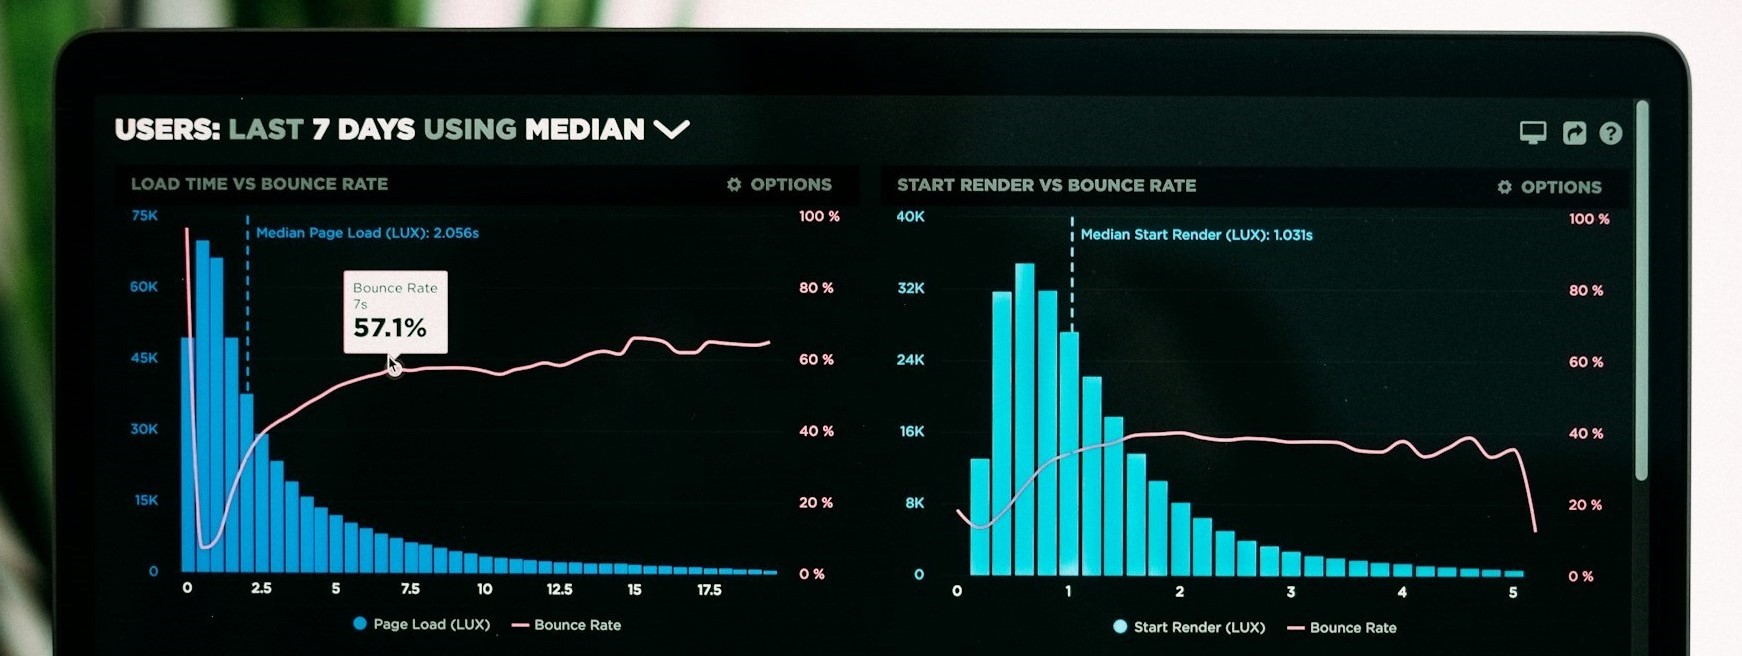 USERS: LAST 7 DAYS USING MEDIAN
LOAD TIME VS BOUNCE RATE
OPTIONS
75K
60K
45K
30K
15K
0
100 %
80 %
60 %
40 %
20 %
0 %
Median Page Load (LUX): 2.056s
Bounce Rate
7s
57.1%
0 2.5 5 7.5 10 12.5 15 17.5
Page Load (LUX) Bounce Rate
START RENDER VS BOUNCE RATE
OPTIONS
40K
32K
24K
16K
8K
0
100 %
80 %
60 %
40 %
20 %
0 %
Median Start Render (LUX): 1.031s
0 1 2 3 4 5
Start Render (LUX) Bounce Rate